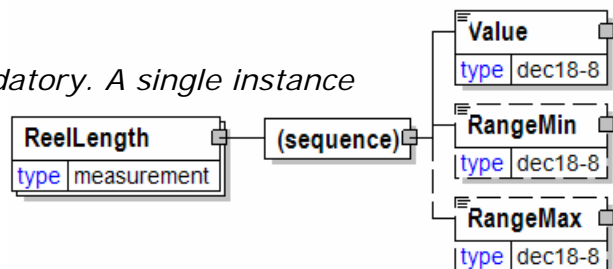 Value
type dec18-8
datory. A single instance
ReelLength
type measurement
(sequence)
RangeMin
type dec18-8
RangeMax
type dec18-8